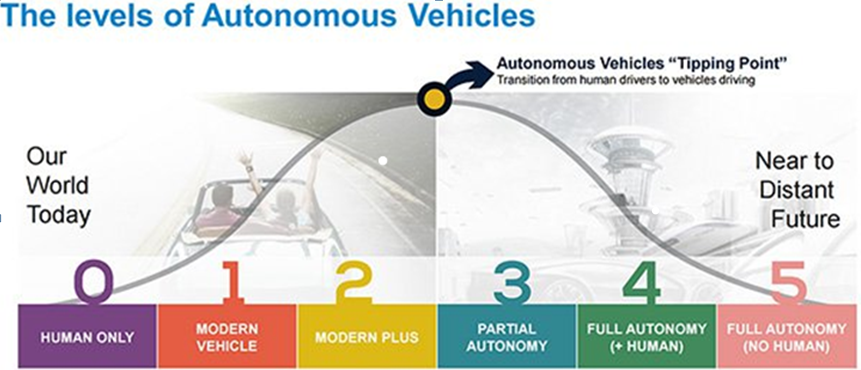 The levels of Autonomous Vehicles
Autonomous Vehicles “Tipping Point”
Transition from human drivers to vehicles driving
Our
World
Today
Near to
Distant
Future
0
1
2
3
4
5
HUMAN ONLY
MODERN
VEHICLE
MODERN PLUS
PARTIAL
AUTONOMY
FULL AUTONOMY
(+ HUMAN)
FULL AUTONOMY
(NO HUMAN)